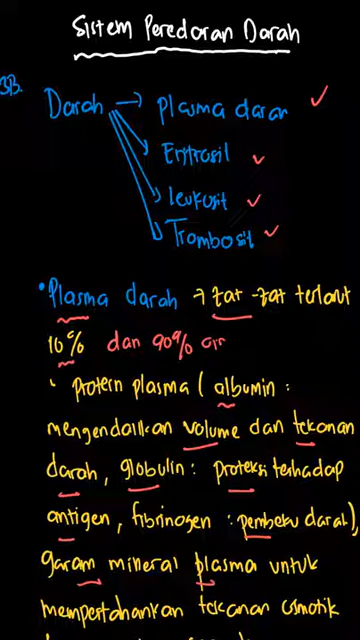 Sistem Peredaran Darah
3B.
Darah → plasma darah
Eritrosit
Leukosit
Trombosit
• Plasma darah → zat-zat terlarut
10% dan 90% air
protein plasma (albumin :
mengendalikan volume dan tekanan
darah, globulin : proteksi terhadap
antigen, fibrinogen : pembeku darah),
garam mineral plasma untuk
mempertahankan tekanan osmotik